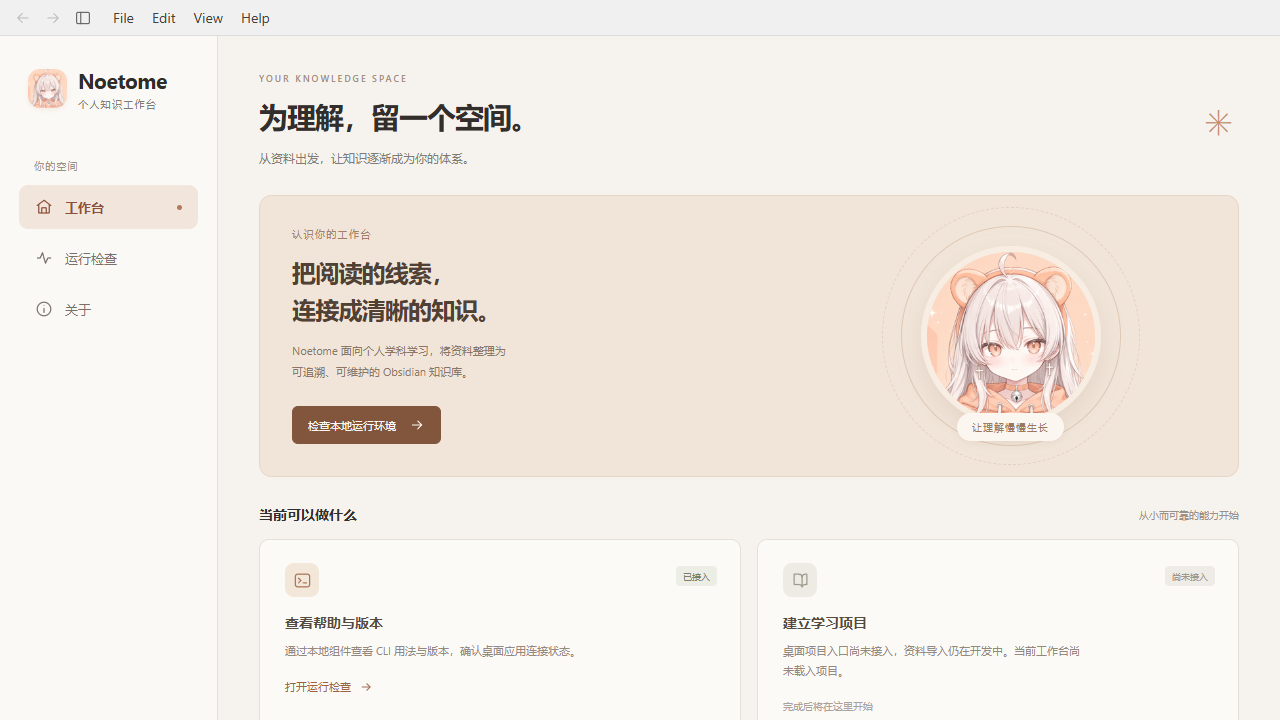 File Edit View Help
Noetome
个人知识工作台
你的空间
工作台
运行检查
关于
YOUR KNOWLEDGE SPACE
为理解，留一个空间。
从资料出发，让知识逐渐成为你的体系。
认识你的工作台
把阅读的线索，
连接成清晰的知识。
Noetome 面向个人学科学习，将资料整理为
可追溯、可维护的 Obsidian 知识库。
检查本地运行环境
让理解慢慢生长
当前可以做什么
从小而可靠的能力开始
已接入
查看帮助与版本
通过本地组件查看 CLI 用法与版本，确认桌面应用连接状态。
打开运行检查
尚未接入
建立学习项目
桌面项目入口尚未接入，资料导入仍在开发中。当前工作台尚
未载入项目。
完成后将在这里开始